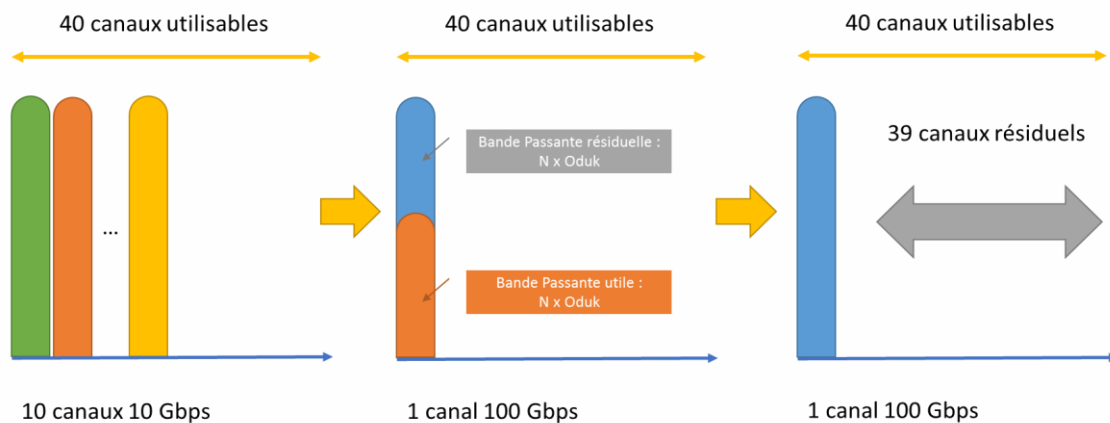 40 canaux utilisables
40 canaux utilisables
40 canaux utilisables
Bande Passante résiduelle :
N x Oduk
39 canaux résiduels
...
Bande Passante utile :
N x Oduk
10 canaux 10 Gbps
1 canal 100 Gbps
1 canal 100 Gbps